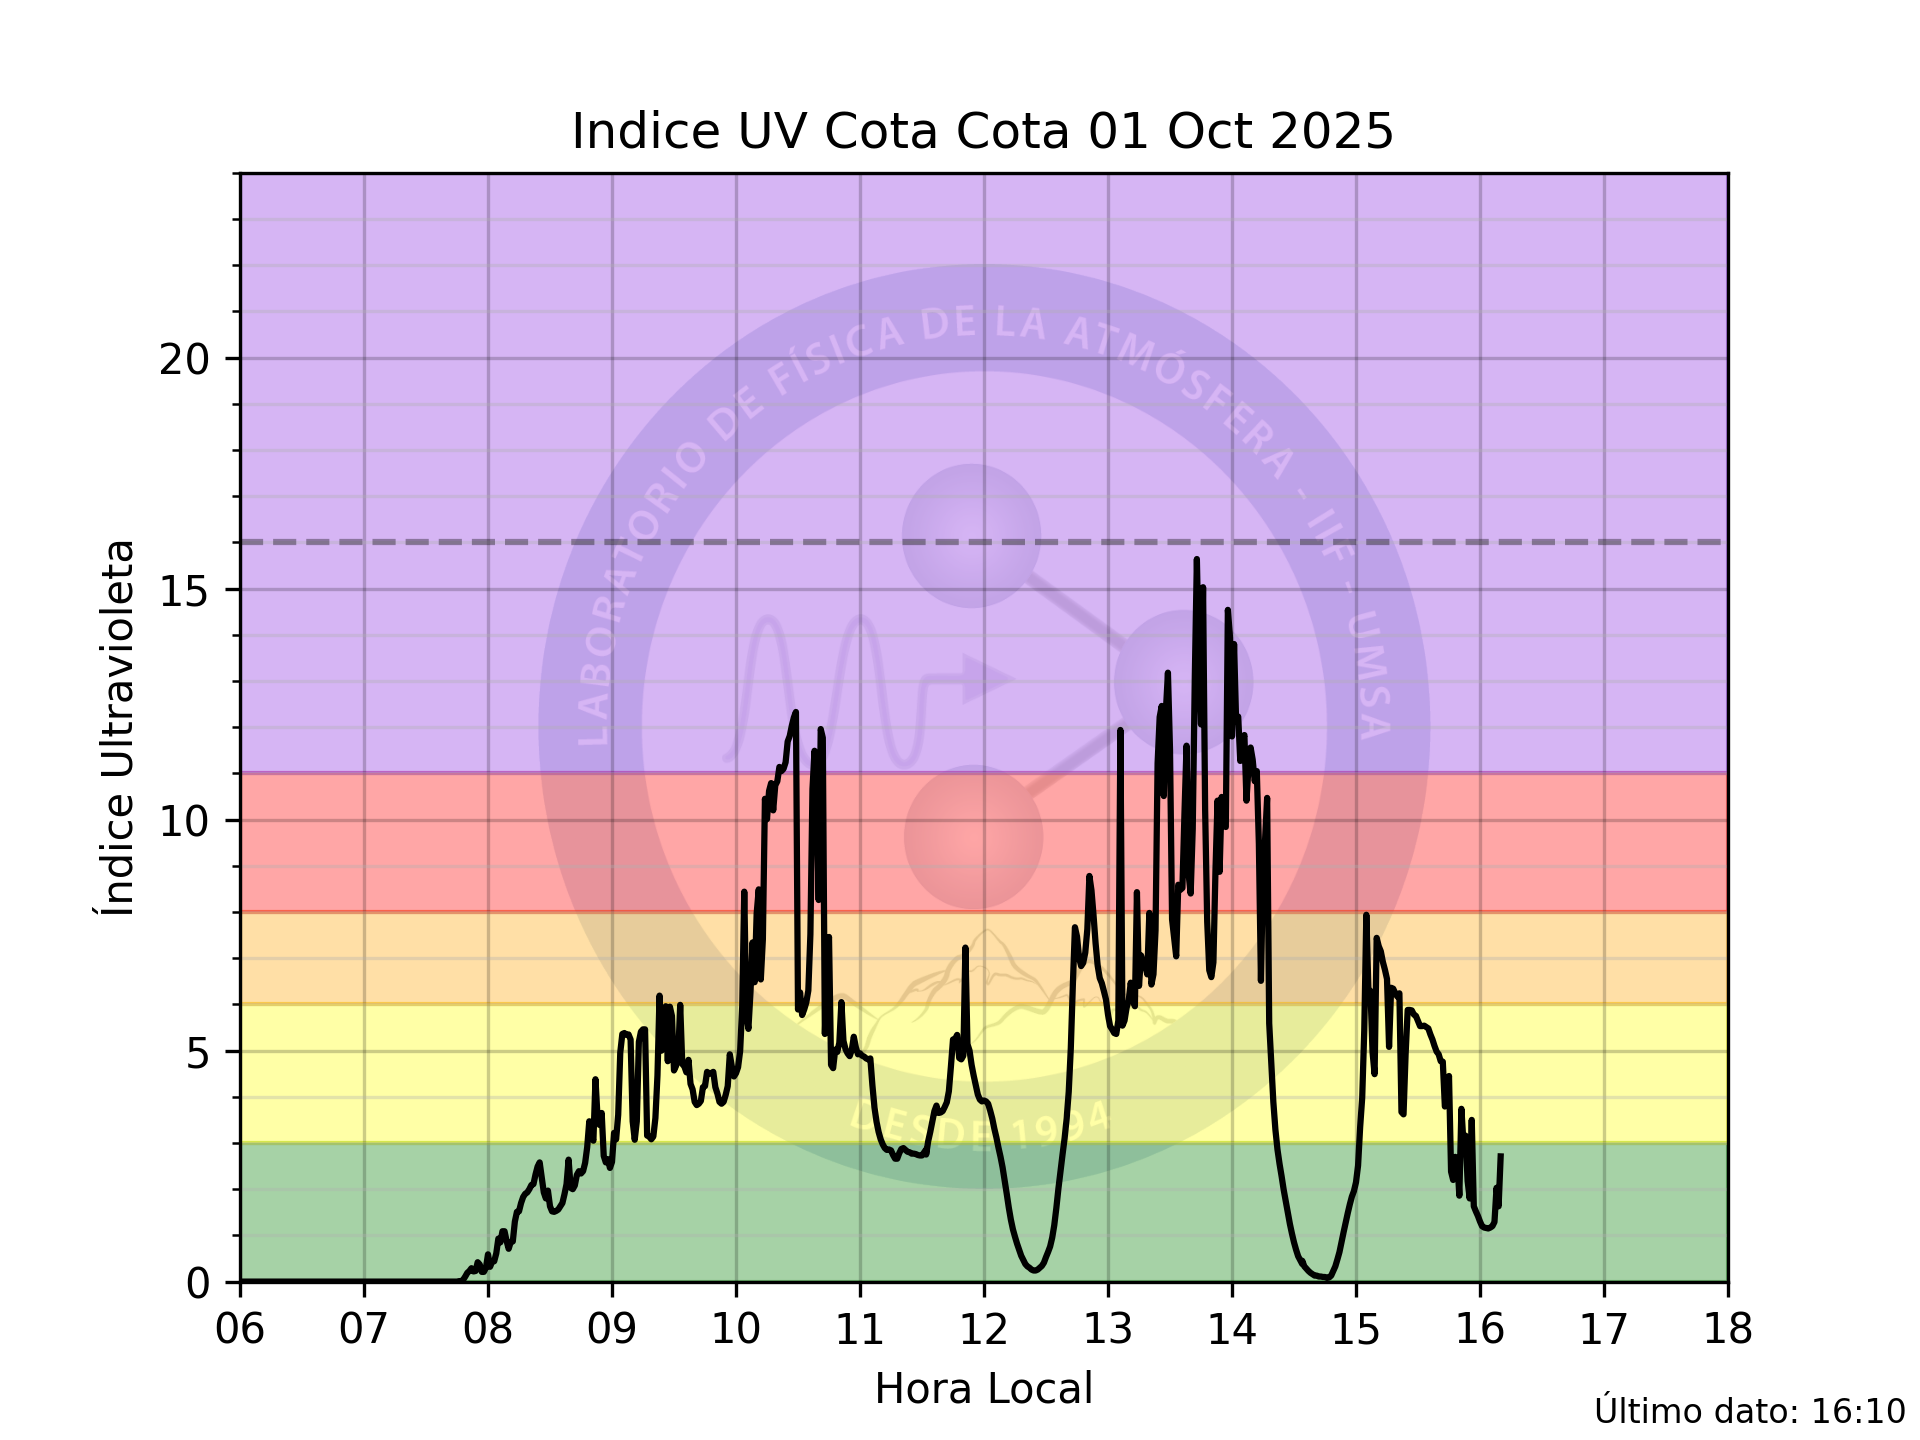 Indice UV Cota Cota 01 Oct 2025
LABORATORIO DE FÍSICA DE LA ATMÓSFERA - IIF - UMSA
DESDE 1994
Índice Ultravioleta
20
15
10
5
0
06 07 08 09 10 11 12 13 14 15 16 17 18
Hora Local
Último dato: 16:10